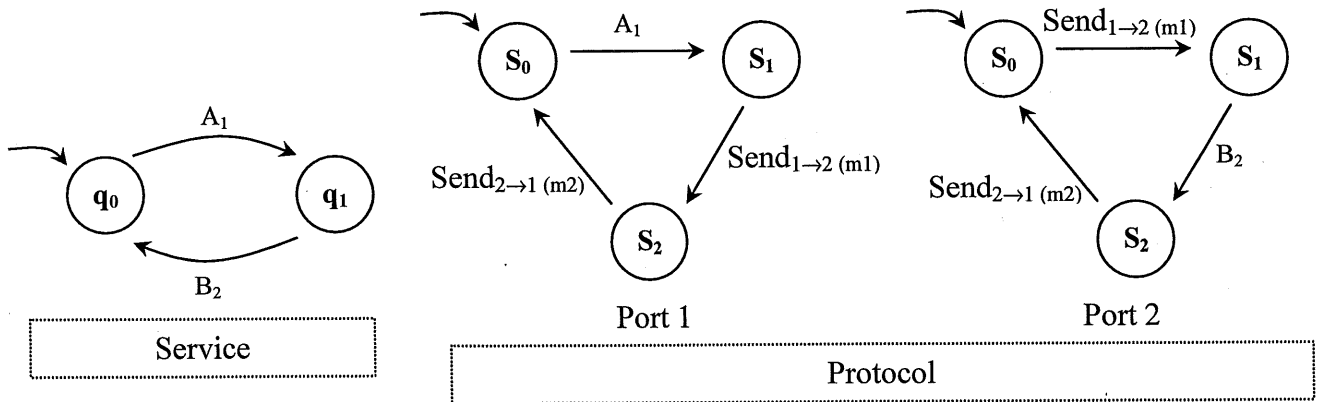 A₁
q₀
q₁
B₂
Service
S₀
A₁
S₁
Send₁→₂ (m1)
Send₂→₁ (m2)
S₂
Port 1
S₀
Send₁→₂ (m1)
S₁
B₂
Send₂→₁ (m2)
S₂
Port 2
Protocol